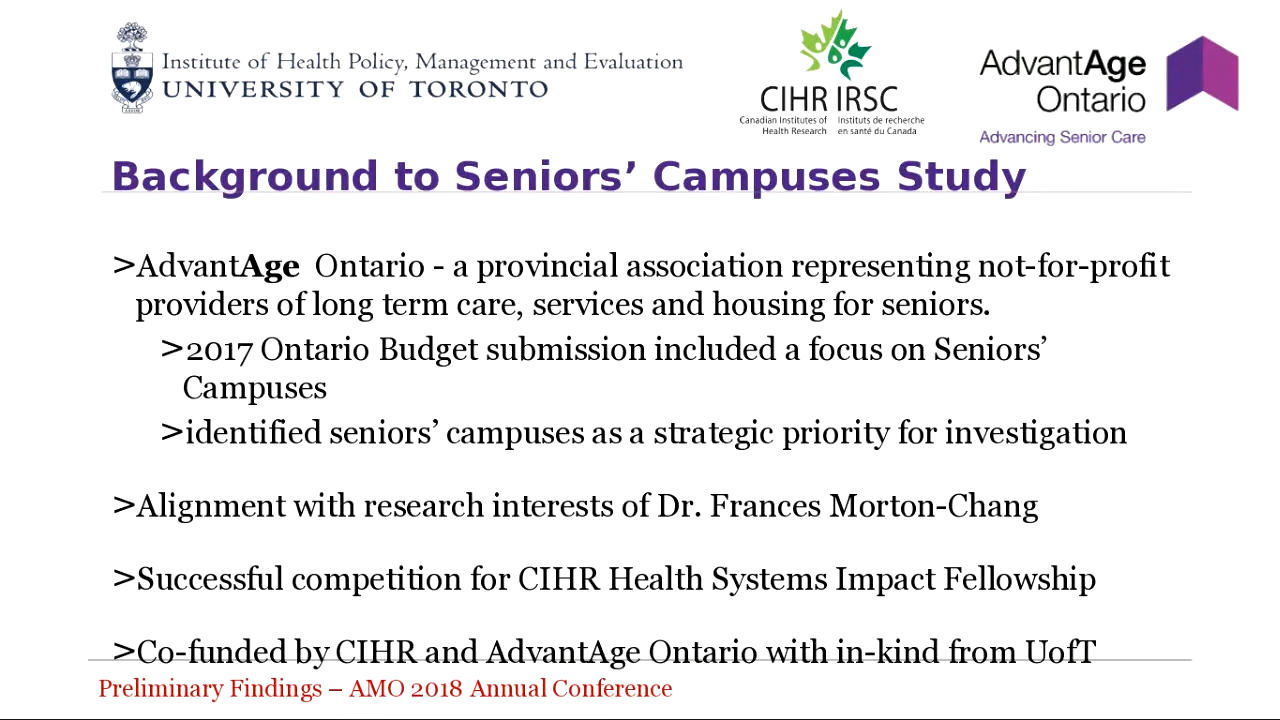 Institute of Health Policy, Management and Evaluation
UNIVERSITY OF TORONTO
CIHR IRSC
Canadian Institutes of Health Research
Instituts de recherche en santé du Canada
AdvantAge
Ontario
Advancing Senior Care
Background to Seniors’ Campuses Study
>AdvantAge  Ontario - a provincial association representing not-for-profit
providers of long term care, services and housing for seniors.
>2017 Ontario Budget submission included a focus on Seniors’
Campuses
>identified seniors’ campuses as a strategic priority for investigation
>Alignment with research interests of Dr. Frances Morton-Chang
>Successful competition for CIHR Health Systems Impact Fellowship
>Co-funded by CIHR and AdvantAge Ontario with in-kind from UofT
Preliminary Findings – AMO 2018 Annual Conference